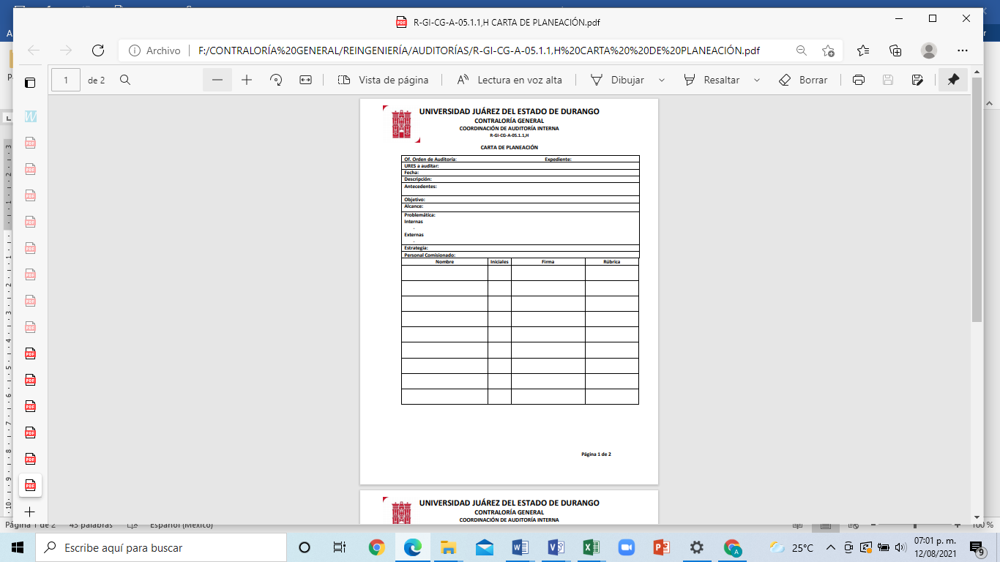 R-GI-CG-A-05.1.1,H CARTA DE PLANEACIÓN.pdf
Archivo F:/CONTRALORÍA%20GENERAL/REINGENIERÍA/AUDITORÍAS/R-GI-CG-A-05.1.1,H%20CARTA%20%20DE%20PLANEACIÓN.pdf
1 de 2 Vista de página Lectura en voz alta Dibujar Resaltar Borrar
UNIVERSIDAD JUÁREZ DEL ESTADO DE DURANGO
CONTRALORÍA GENERAL
COORDINACIÓN DE AUDITORÍA INTERNA
R-GI-CG-A-05.1.1,H
CARTA DE PLANEACIÓN
Of. Orden de Auditoría: Expediente:
URES a auditar:
Fecha:
Descripción:
Antecedentes:
Objetivo:
Alcance:
Problemática:
Internas
-
Externas
-
Estrategia:
Personal Comisionado:
Nombre Iniciales Firma Rúbrica
Página 1 de 2
UNIVERSIDAD JUÁREZ DEL ESTADO DE DURANGO
CONTRALORÍA GENERAL
COORDINACIÓN DE AUDITORÍA INTERNA
Página 1 de 2 45 palabras Español (México) 100 %
Escribe aquí para buscar 25°C 07:01 p. m.
12/08/2021 9